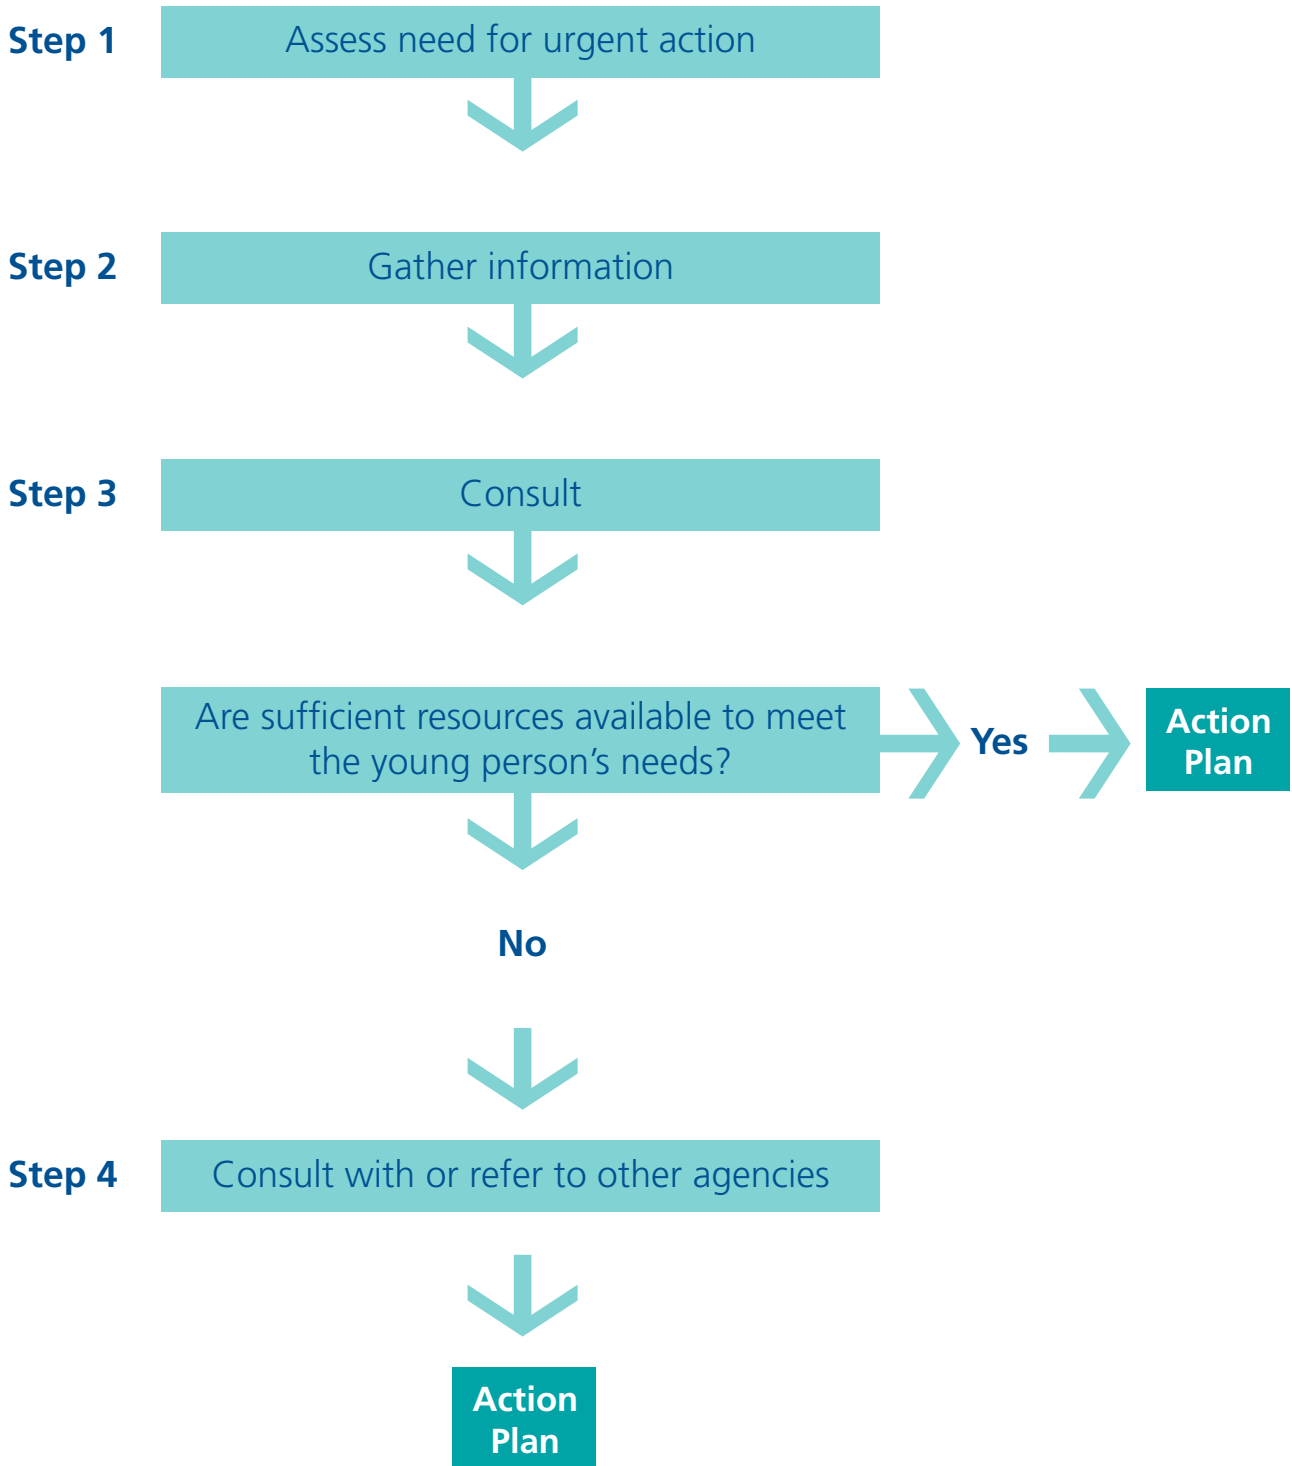 Step 1
Assess need for urgent action
Step 2
Gather information
Step 3
Consult
Are sufficient resources available to meet
the young person’s needs?
Yes
Action
Plan
No
Step 4
Consult with or refer to other agencies
Action
Plan